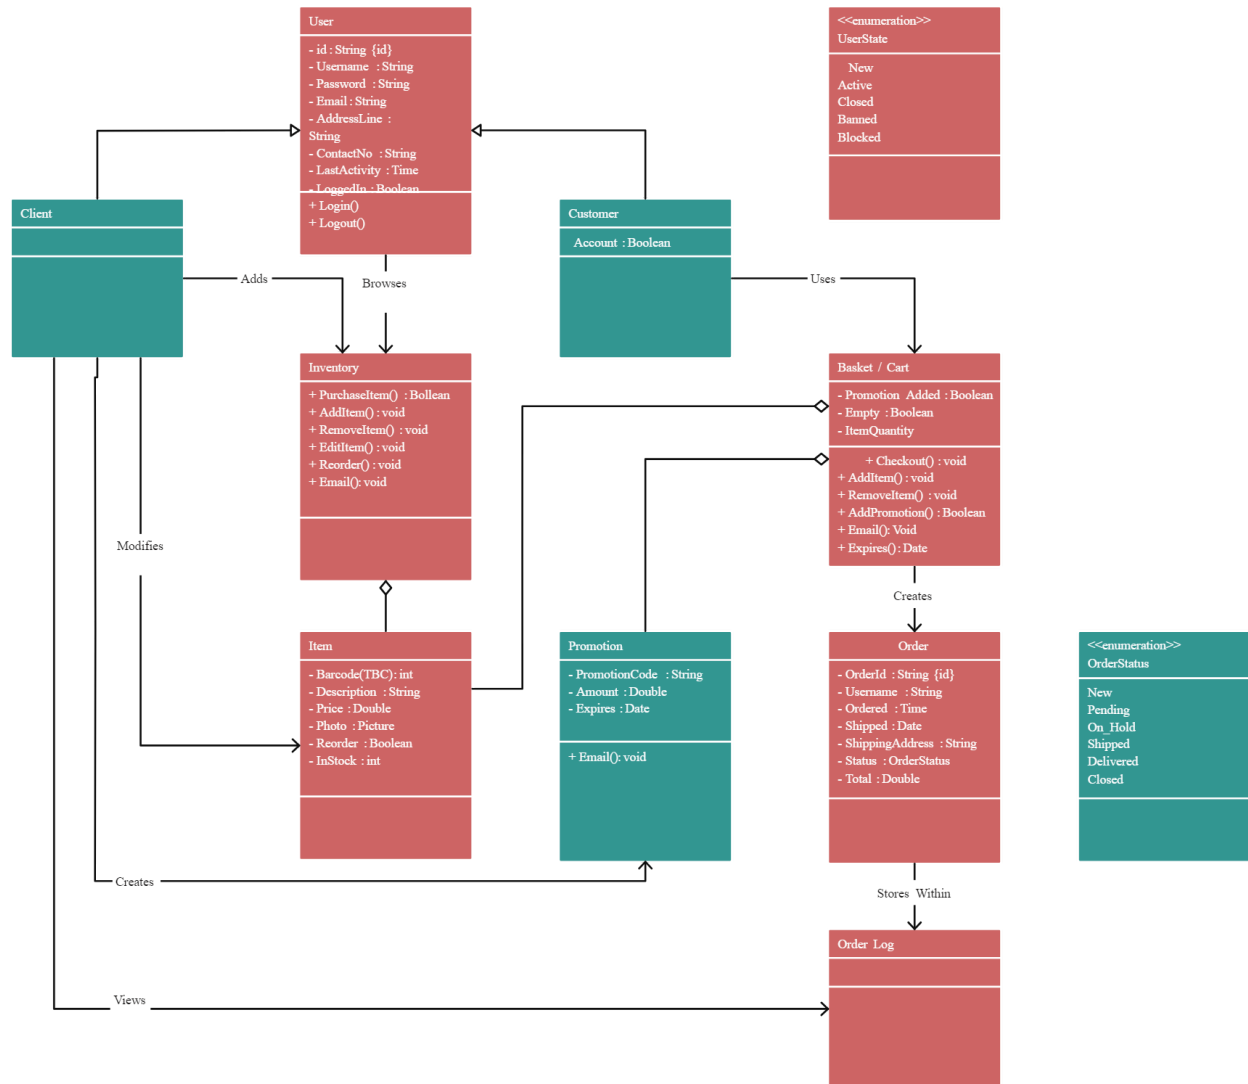 User
- id : String {id}
- Username : String
- Password : String
- Email : String
- AddressLine :
String
- ContactNo : String
- LastActivity : Time
- LoggedIn : Boolean
+ Login()
+ Logout()
<<enumeration>>
UserState
New
Active
Closed
Banned
Blocked
Client
Customer
Account : Boolean
Adds
Browses
Uses
Inventory
+ PurchaseItem() : Bollean
+ AddItem() : void
+ RemoveItem() : void
+ EditItem() : void
+ Reorder() : void
+ Email(): void
Basket / Cart
- Promotion Added : Boolean
- Empty : Boolean
- ItemQuantity
+ Checkout() : void
+ AddItem() : void
+ RemoveItem() : void
+ AddPromotion() : Boolean
+ Email(): Void
+ Expires() : Date
Modifies
Creates
Item
- Barcode(TBC) : int
- Description : String
- Price : Double
- Photo : Picture
- Reorder : Boolean
- InStock : int
Promotion
- PromotionCode : String
- Amount : Double
- Expires : Date
+ Email(): void
Order
- OrderId : String {id}
- Username : String
- Ordered : Time
- Shipped : Date
- ShippingAddress : String
- Status : OrderStatus
- Total : Double
<<enumeration>>
OrderStatus
New
Pending
On_Hold
Shipped
Delivered
Closed
Creates
Stores Within
Order Log
Views